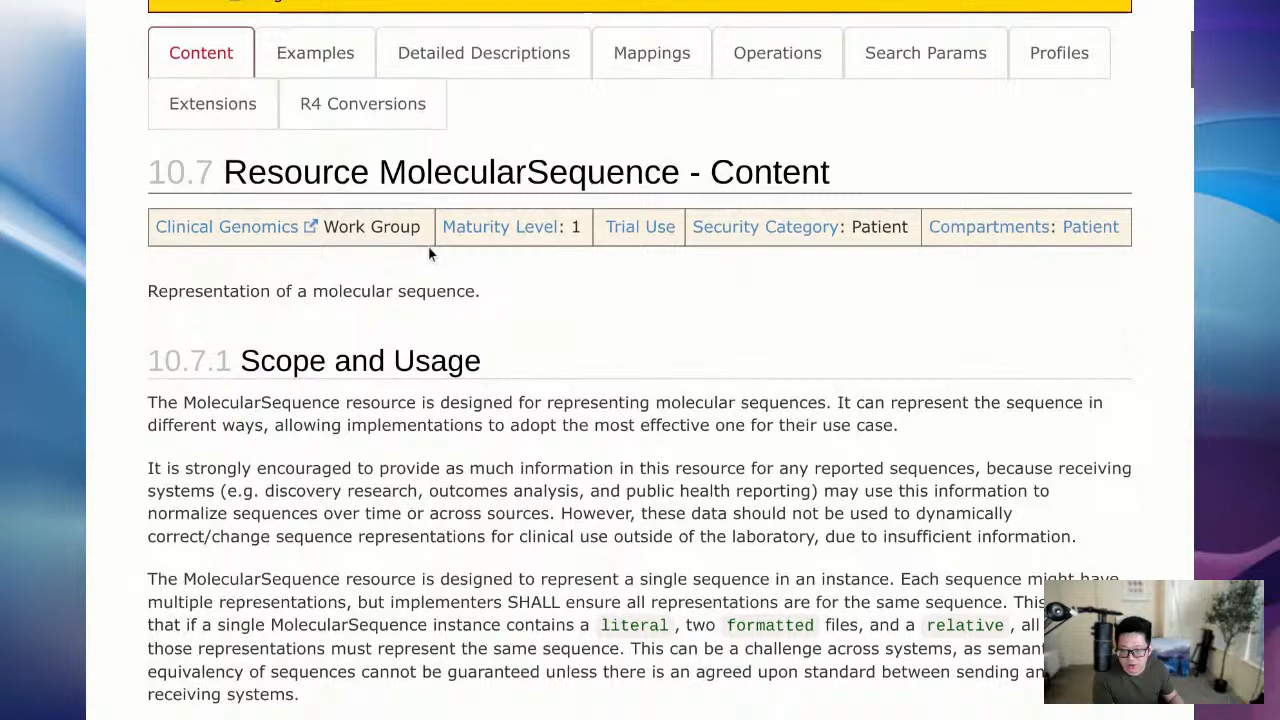 Content
Examples
Detailed Descriptions
Mappings
Operations
Search Params
Profiles
Extensions
R4 Conversions
10.7 Resource MolecularSequence - Content
Clinical Genomics Work Group
Maturity Level: 1
Trial Use
Security Category: Patient
Compartments: Patient
Representation of a molecular sequence.
10.7.1 Scope and Usage
The MolecularSequence resource is designed for representing molecular sequences. It can represent the sequence in
different ways, allowing implementations to adopt the most effective one for their use case.
It is strongly encouraged to provide as much information in this resource for any reported sequences, because receiving
systems (e.g. discovery research, outcomes analysis, and public health reporting) may use this information to
normalize sequences over time or across sources. However, these data should not be used to dynamically
correct/change sequence representations for clinical use outside of the laboratory, due to insufficient information.
The MolecularSequence resource is designed to represent a single sequence in an instance. Each sequence might have
multiple representations, but implementers SHALL ensure all representations are for the same sequence. This
that if a single MolecularSequence instance contains a literal, two formatted files, and a relative, all
those representations must represent the same sequence. This can be a challenge across systems, as
equivalency of sequences cannot be guaranteed unless there is an agreed upon standard between sending
receiving systems.